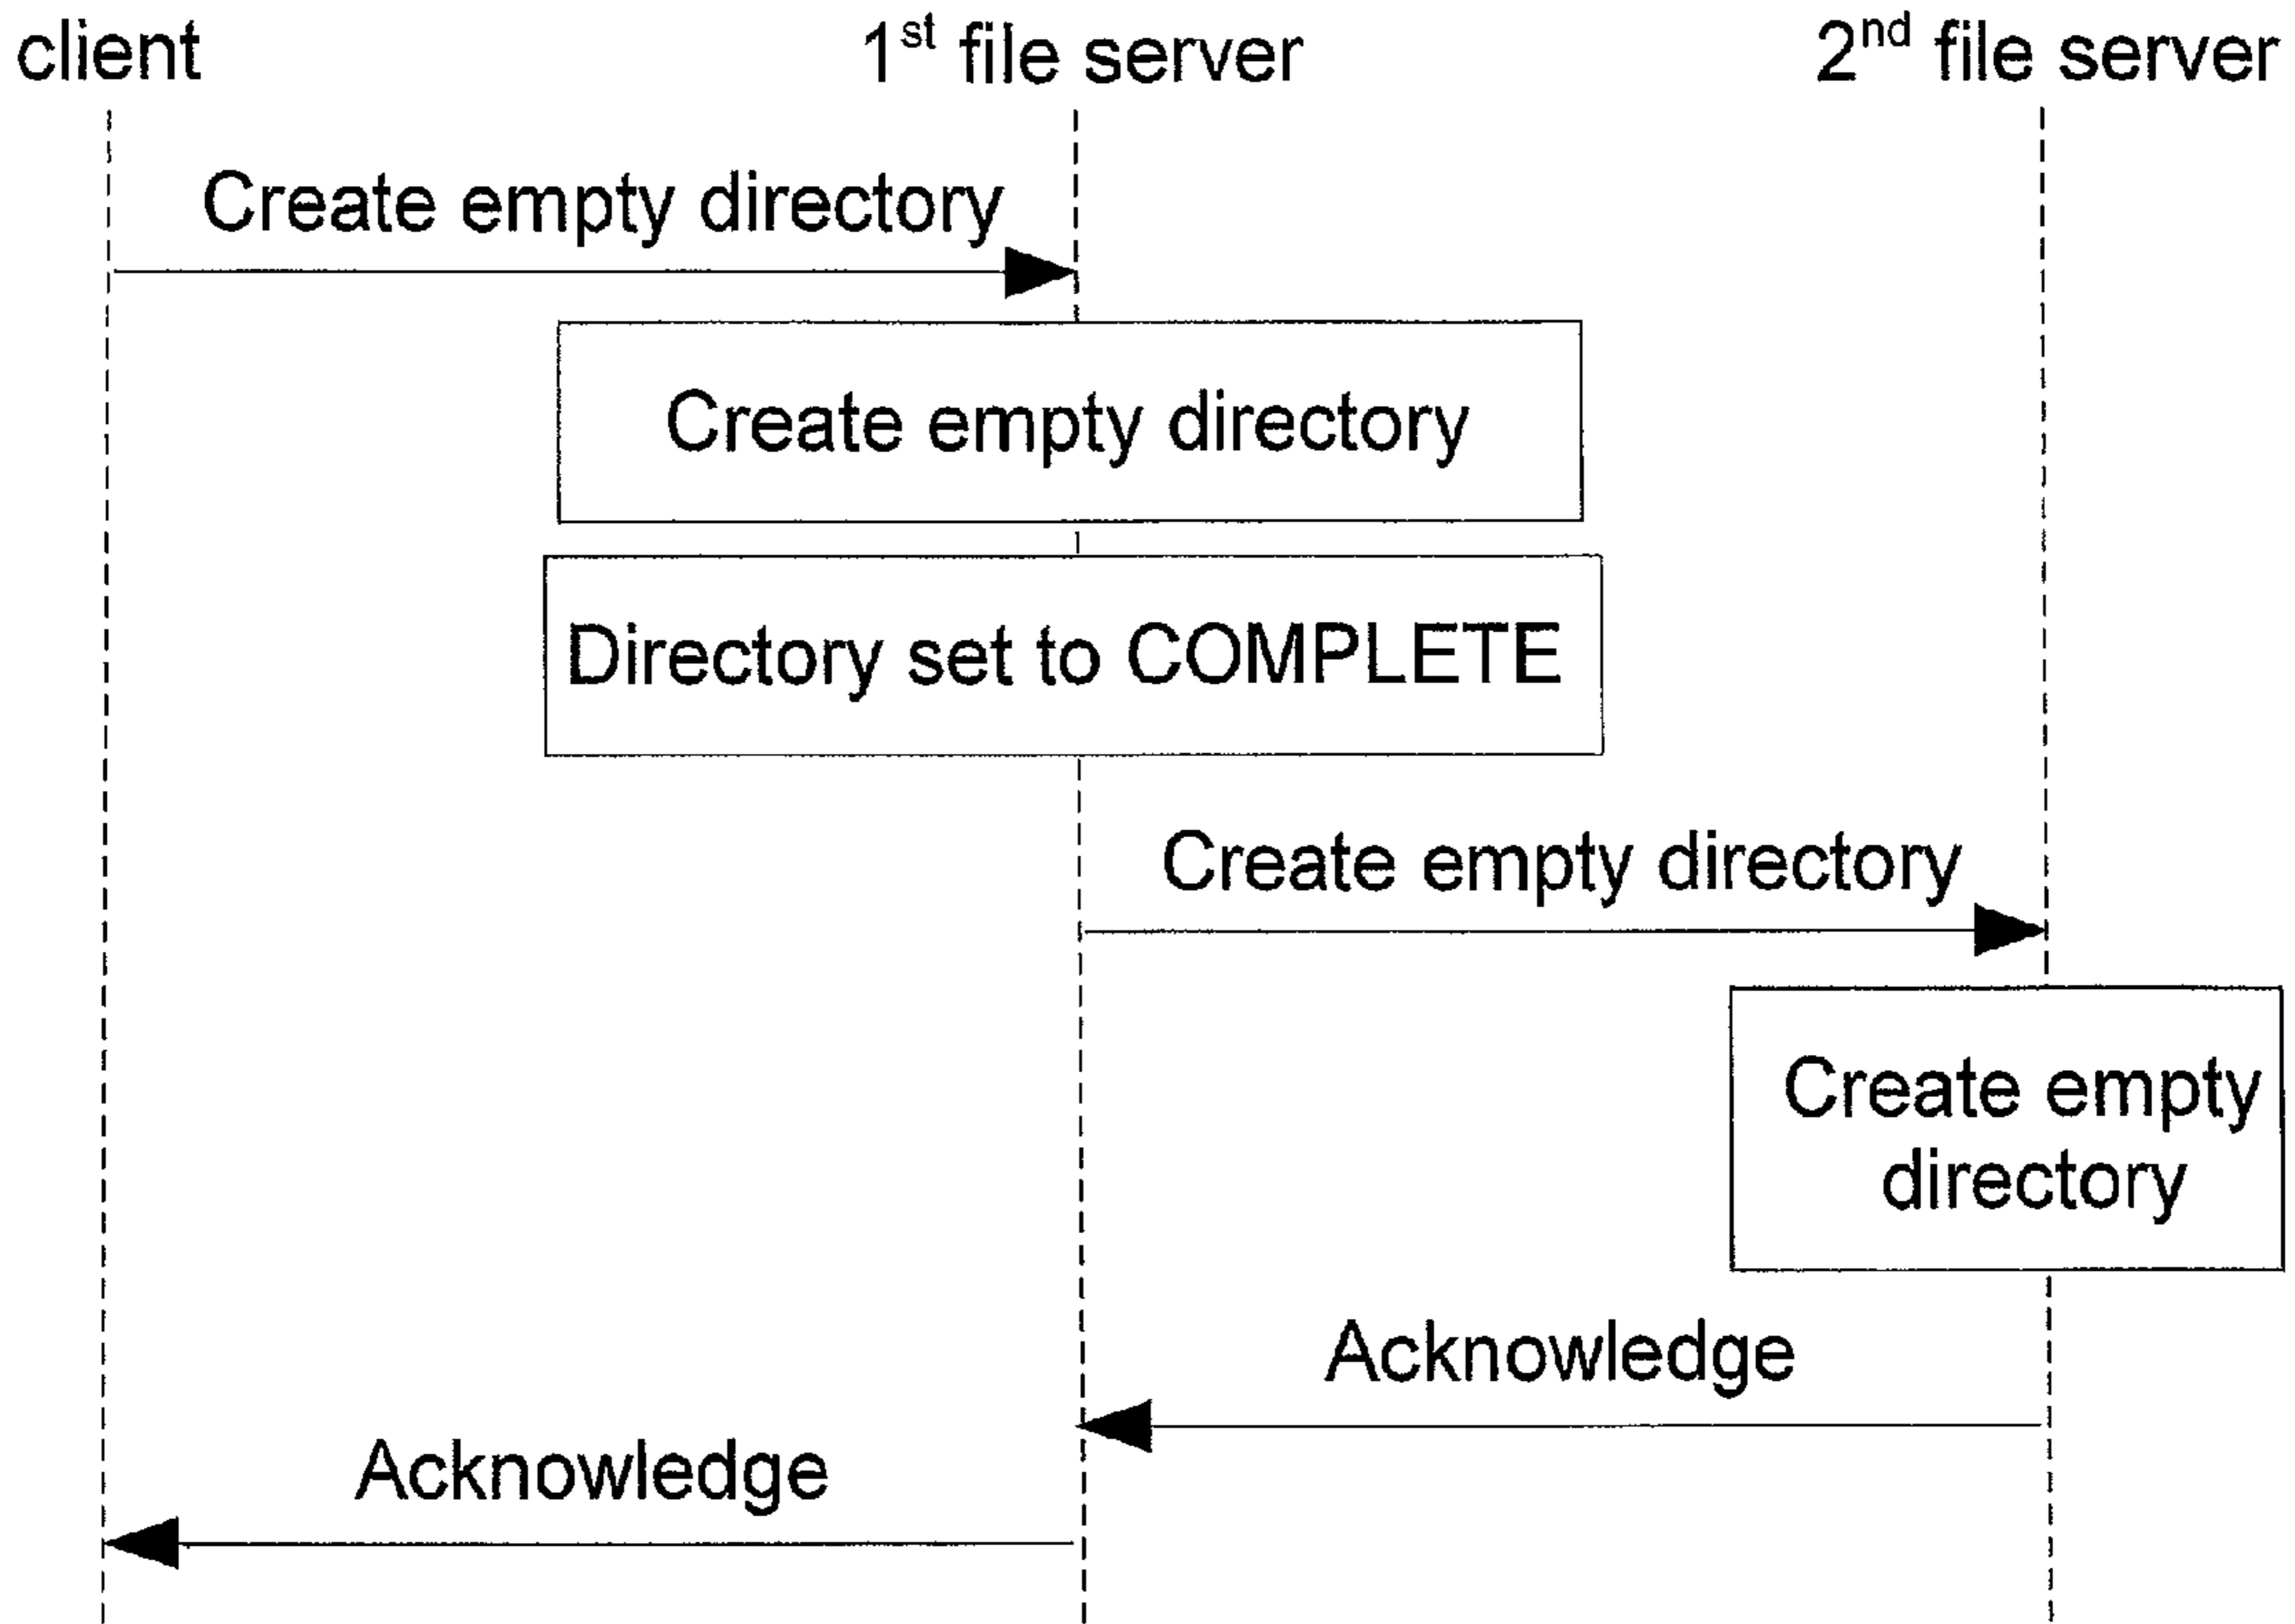 client 1st file server 2nd file server
Create empty directory
Create empty directory
Directory set to COMPLETE
Create empty directory
Create empty
directory
Acknowledge
Acknowledge